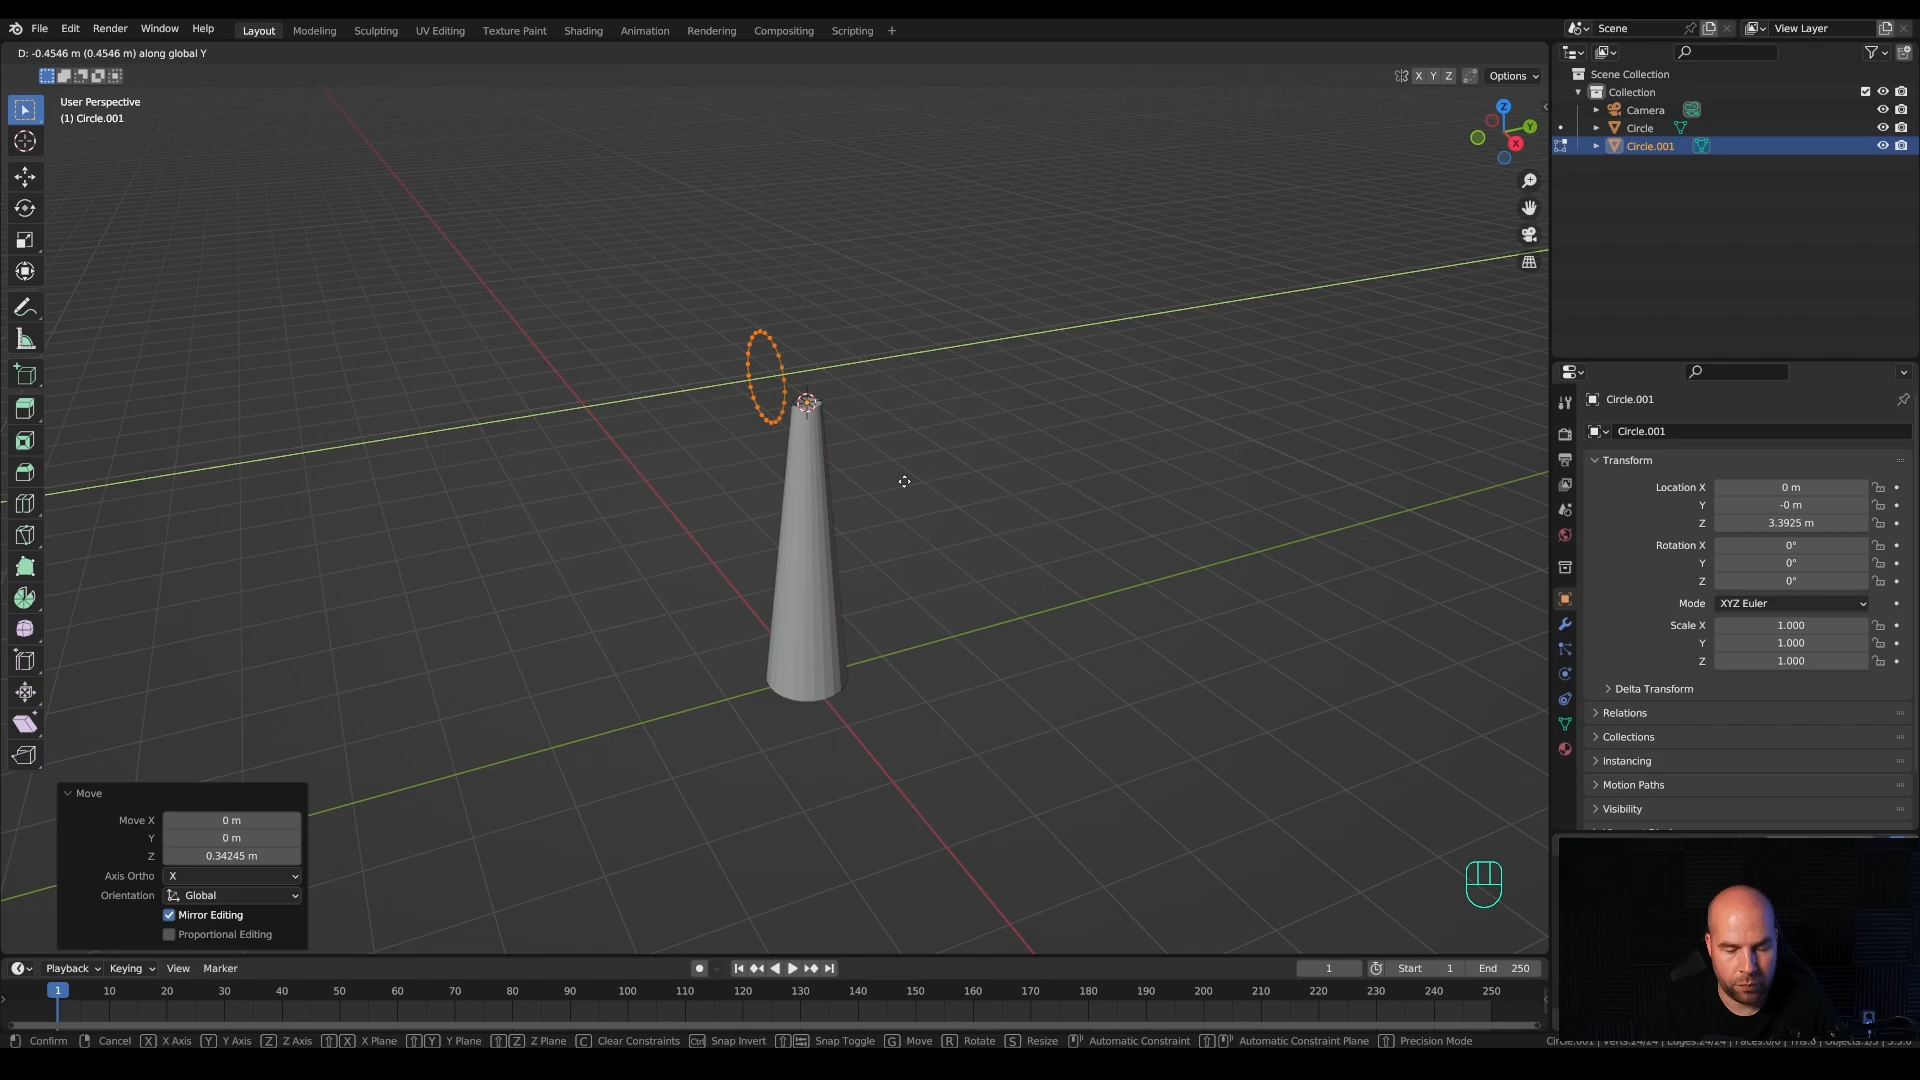 File Edit Render Window Help Layout Modeling Sculpting UV Editing Texture Paint Shading Animation Rendering Compositing Scripting + Scene View Layer
D: -0.4546 m (0.4546 m) along global Y
X Y Z Options
User Perspective
(1) Circle.001
Z
Y
X
Scene Collection
Collection
Camera
Circle
Circle.001
Circle.001
Circle.001
Transform
Location X 0 m
Y -0 m
Z 3.3925 m
Rotation X 0°
Y 0°
Z 0°
Mode XYZ Euler
Scale X 1.000
Y 1.000
Z 1.000
Delta Transform
Relations
Collections
Instancing
Motion Paths
Visibility
Move
Move X 0 m
Y 0 m
Z 0.34245 m
Axis Ortho X
Orientation Global
Mirror Editing
Proportional Editing
Playback Keying View Marker 1 Start 1 End 250
1 10 20 30 40 50 60 70 80 90 100 110 120 130 140 150 160 170 180 190 200 210 220 230 240 250
Confirm Cancel X X Axis Y Y Axis Z Z Axis X X Plane Y Y Plane Z Z Plane C Clear Constraints Ctrl Snap Invert Snap Toggle G Move R Rotate S Resize Automatic Constraint Automatic Constraint Plane Precision Mode